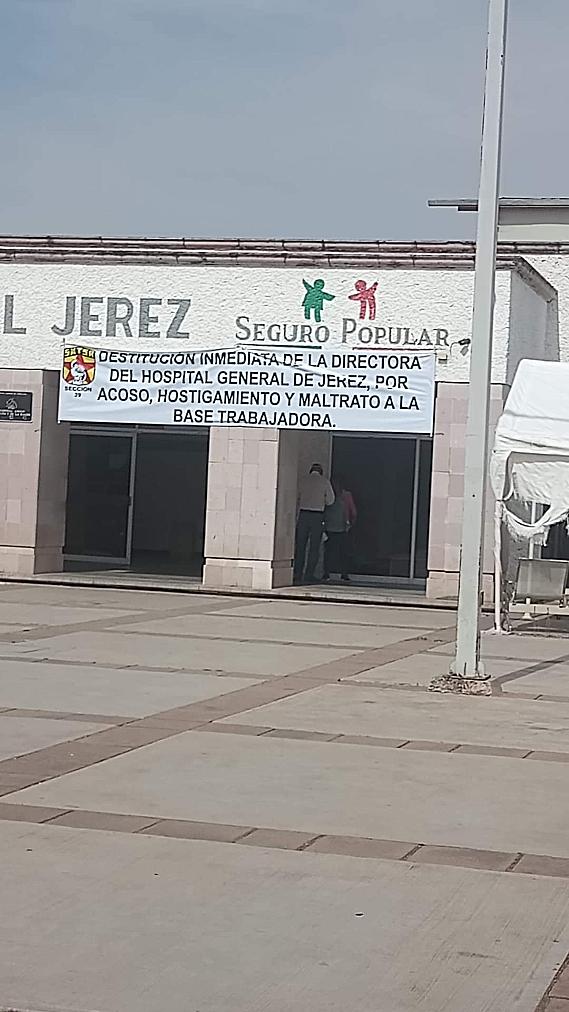 L JEREZ
SEGURO POPULAR
SECCIÓN
39
DESTITUCIÓN INMEDIATA DE LA DIRECTORA
DEL HOSPITAL GENERAL DE JEREZ, POR
ACOSO, HOSTIGAMIENTO Y MALTRATO A LA
BASE TRABAJADORA.